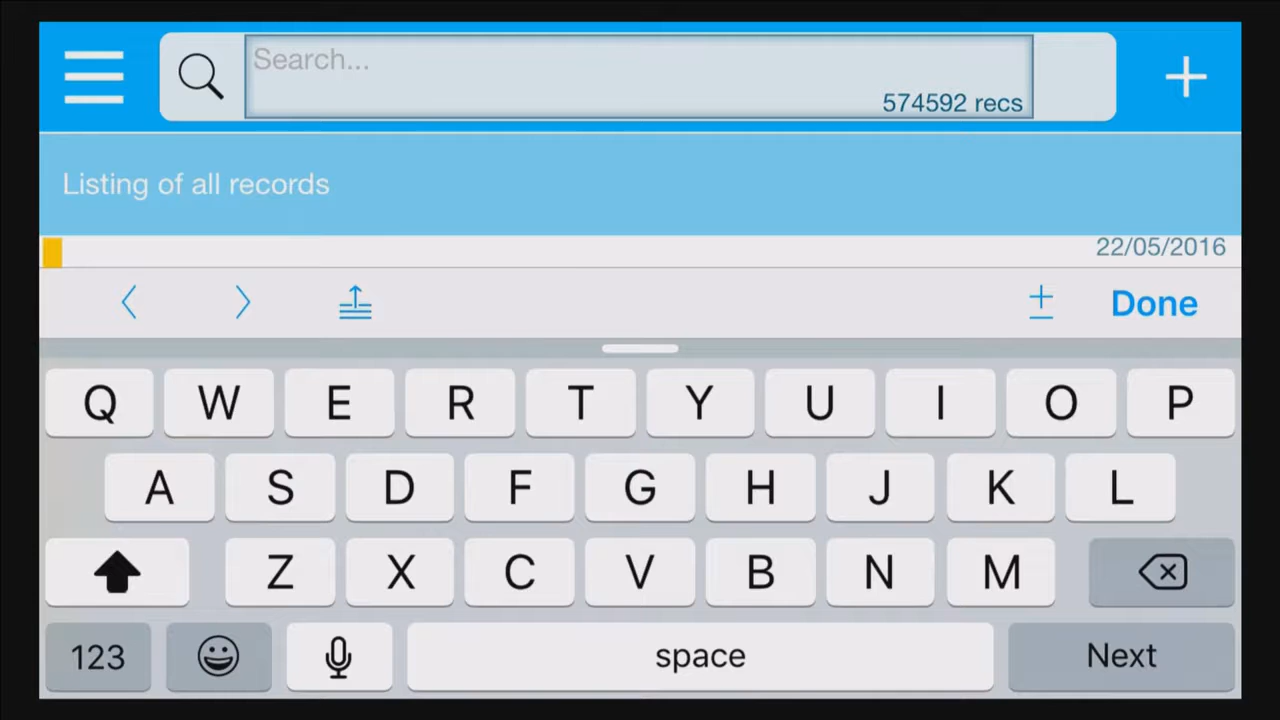 Search...
574592 recs
Listing of all records
22/05/2016
Done
Q W E R T Y U I O P
A S D F G H J K L
Z X C V B N M
123 space Next